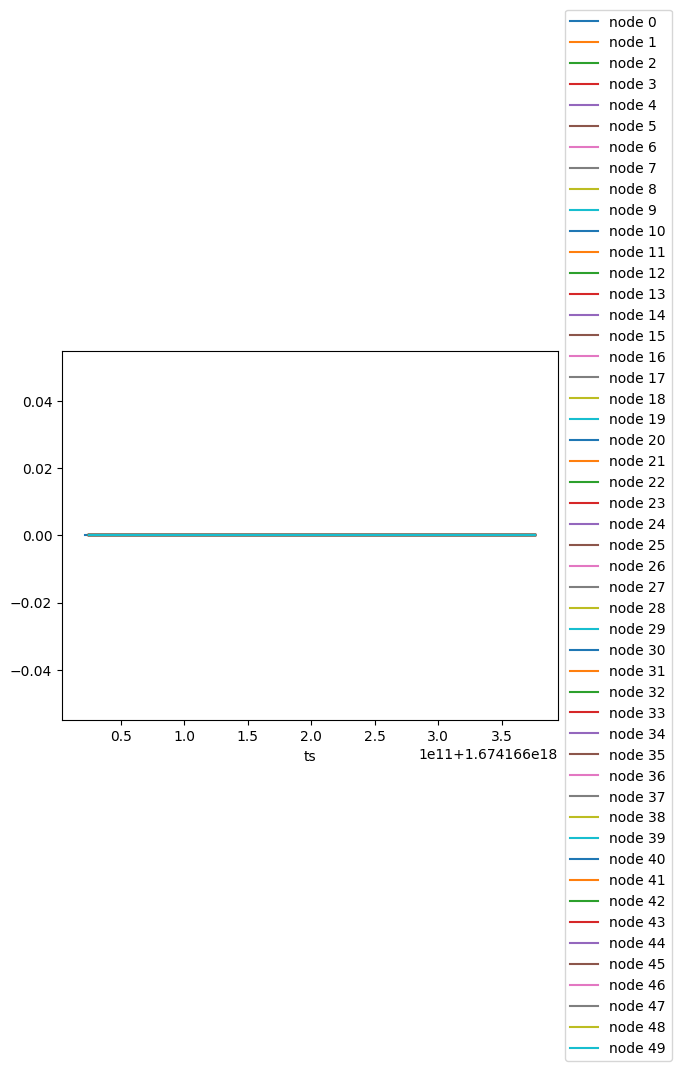 node 0
node 1
node 2
node 3
node 4
node 5
node 6
node 7
node 8
node 9
node 10
node 11
node 12
node 13
node 14
node 15
node 16
node 17
node 18
node 19
node 20
node 21
node 22
node 23
node 24
node 25
node 26
node 27
node 28
node 29
node 30
node 31
node 32
node 33
node 34
node 35
node 36
node 37
node 38
node 39
node 40
node 41
node 42
node 43
node 44
node 45
node 46
node 47
node 48
node 49
0.04
0.02
0.00
−0.02
−0.04
0.5 1.0 1.5 2.0 2.5 3.0 3.5
ts
1e11+1.674166e18